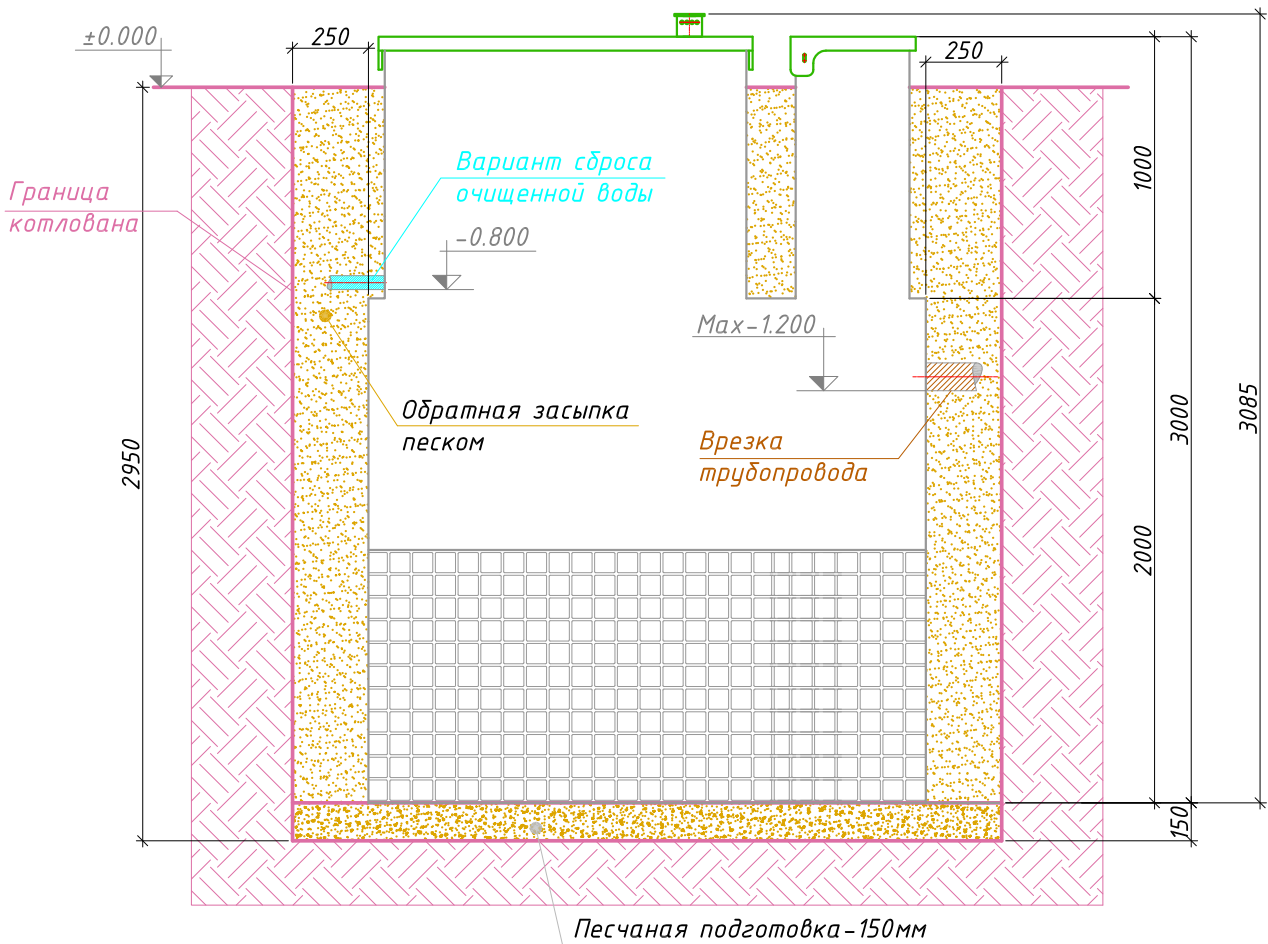 ±0.000
250
250
3085
Вариант сброса
очищенной воды
1000
Граница
котлована
-0.800
Max-1.200
Обратная засыпка
песком
3000
Врезка
трубопровода
2950
2000
150
Песчаная подготовка-150мм